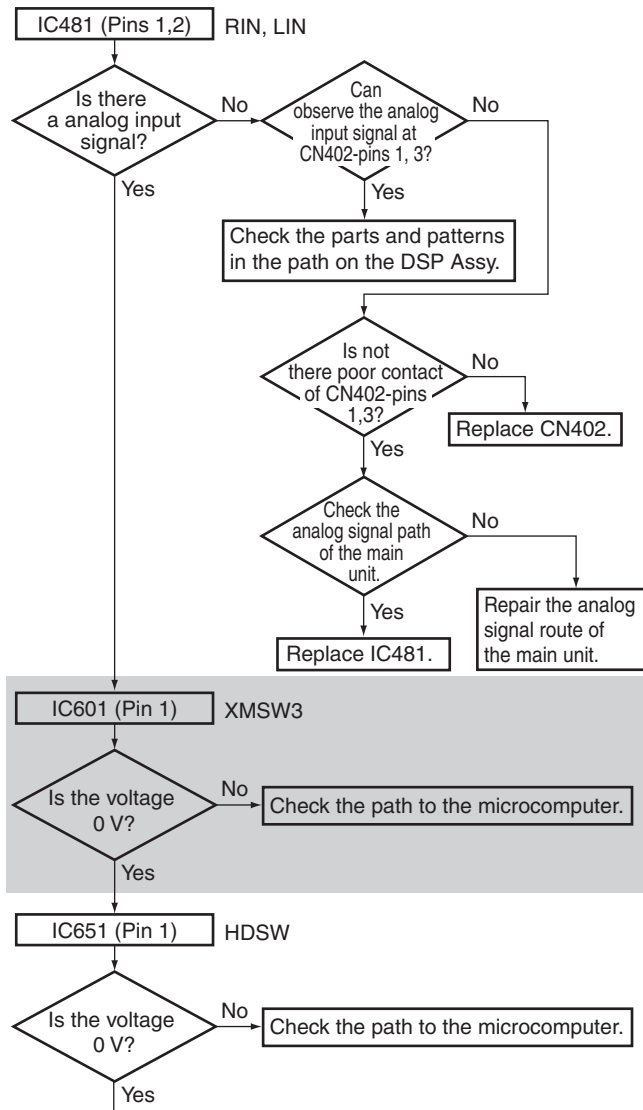 IC481 (Pins 1,2) RIN, LIN
Is there
a analog input
signal?
No
Yes
Can
observe the analog
input signal at
CN402-pins 1, 3?
No
Yes
Check the parts and patterns
in the path on the DSP Assy.
Is not
there poor contact
of CN402-pins
1,3?
No
Replace CN402.
Yes
Check the
analog signal path
of the main
unit.
No
Repair the analog
signal route of
the main unit.
Yes
Replace IC481.
IC601 (Pin 1) XMSW3
Is the voltage
0 V?
No
Check the path to the microcomputer.
Yes
IC651 (Pin 1) HDSW
Is the voltage
0 V?
No
Check the path to the microcomputer.
Yes